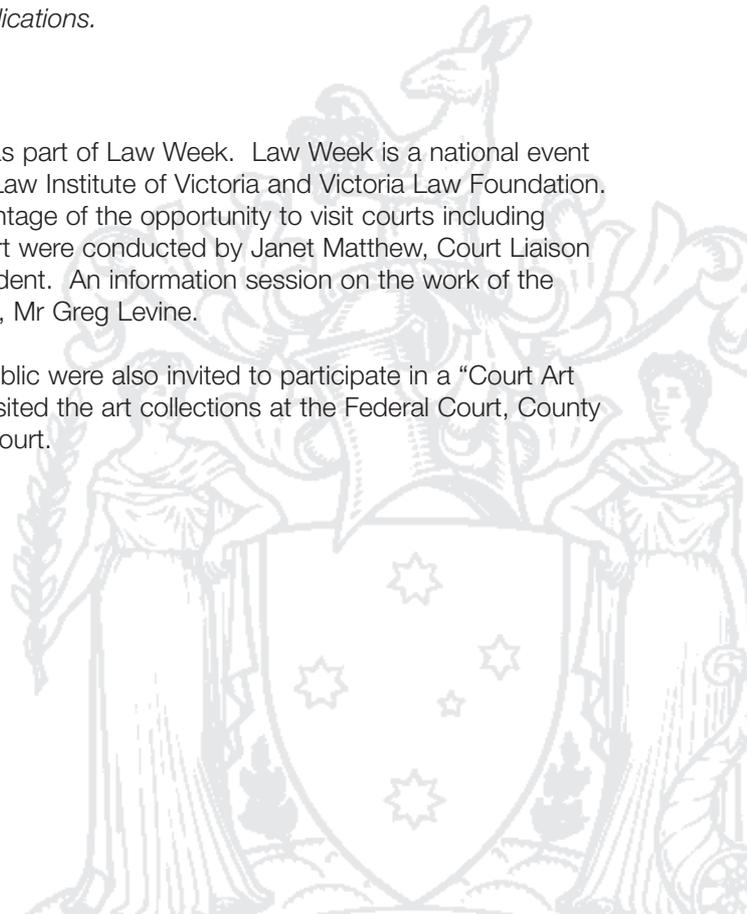 lications.
s part of Law Week.  Law Week is a national event
Law Institute of Victoria and Victoria Law Foundation.
ntage of the opportunity to visit courts including
rt were conducted by Janet Matthew, Court Liaison
dent.  An information session on the work of the
, Mr Greg Levine.
blic were also invited to participate in a “Court Art
sited the art collections at the Federal Court, County
ourt.